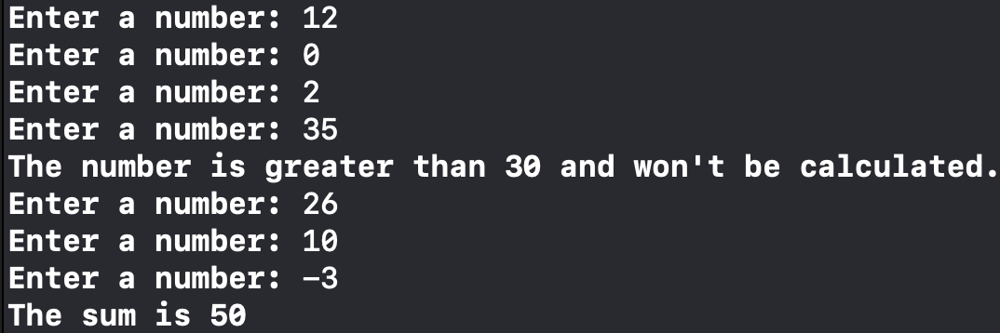 Enter a number: 12
Enter a number: 0
Enter a number: 2
Enter a number: 35
The number is greater than 30 and won't be calculated.
Enter a number: 26
Enter a number: 10
Enter a number: -3
The sum is 50